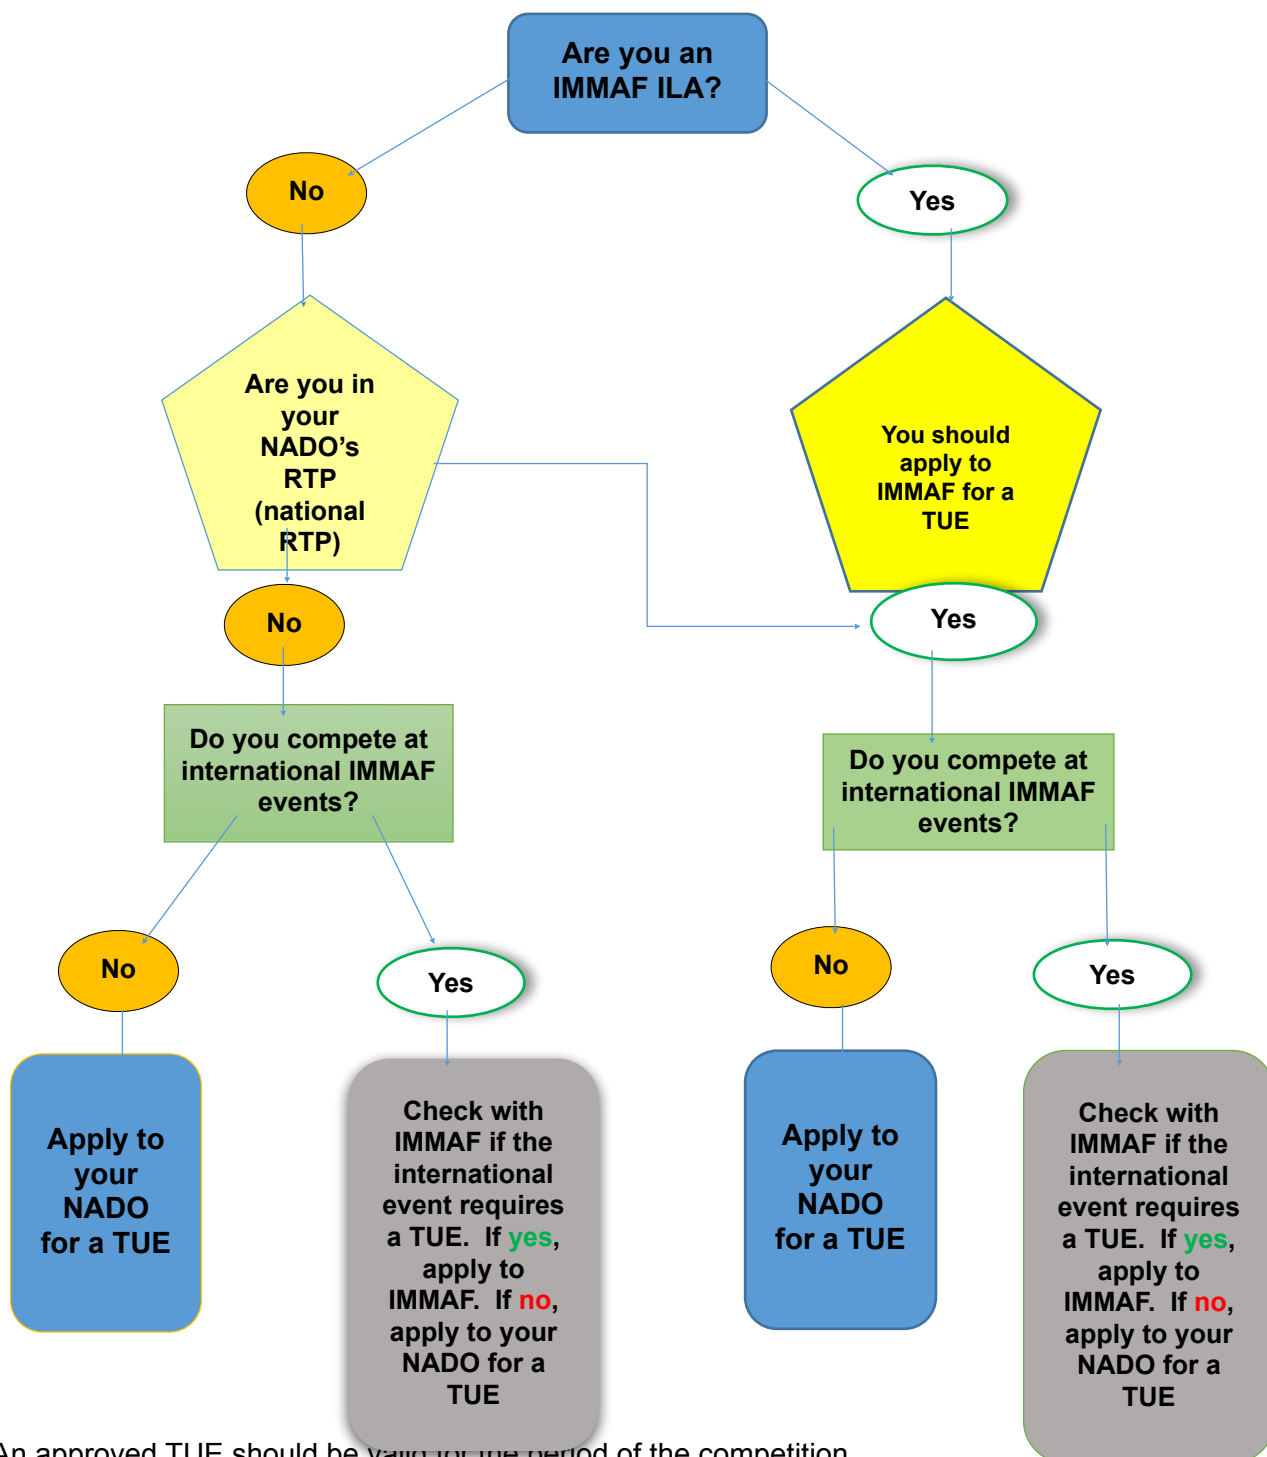 Are you an
IMMAF ILA?
No
Yes
Are you in
your
NADO’s
RTP
(national
RTP)
You should
apply to
IMMAF for a
TUE
No
Yes
Do you compete at
international IMMAF
events?
Do you compete at
international IMMAF
events?
No
Yes
No
Yes
Apply to
your
NADO
for a TUE
Check with
IMMAF if the
international
event requires
a TUE.  If yes,
apply to
IMMAF.  If no,
apply to your
NADO for a
TUE
Apply to
your
NADO
for a TUE
Check with
IMMAF if the
international
event requires
a TUE.  If yes,
apply to
IMMAF.  If no,
apply to your
NADO for a
TUE
An approved TUE should be valid for the period of the competition